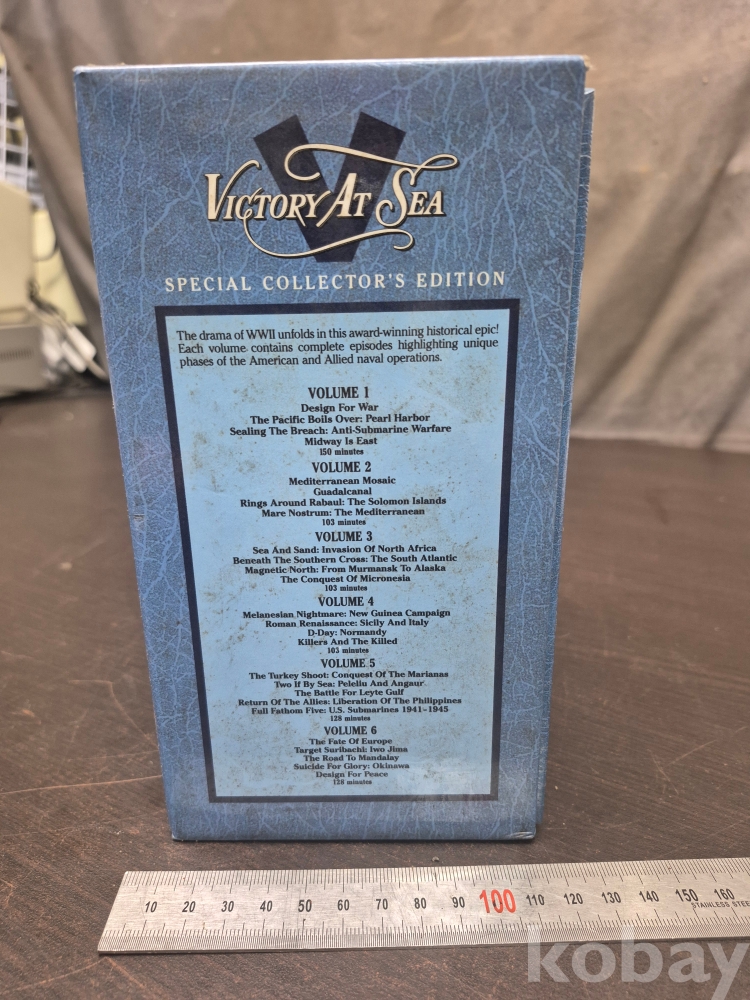 VICTORY AT SEA
SPECIAL COLLECTOR'S EDITION
The drama of WWII unfolds in this award-winning historical epic!
Each volume contains complete episodes highlighting unique
phases of the American and Allied naval operations.
VOLUME 1
Design For War
The Pacific Boils Over: Pearl Harbor
Sealing The Breach: Anti-Submarine Warfare
Midway Is East
150 minutes
VOLUME 2
Mediterranean Mosaic
Guadalcanal
Rings Around Rabaul: The Solomon Islands
Mare Nostrum: The Mediterranean
103 minutes
VOLUME 3
Sea And Sand: Invasion Of North Africa
Beneath The Southern Cross: The South Atlantic
Magnetic North: From Murmansk To Alaska
The Conquest Of Micronesia
103 minutes
VOLUME 4
Melanesian Nightmare: New Guinea Campaign
Roman Renaissance: Sicily And Italy
D-Day: Normandy
Killers And The Killed
103 minutes
VOLUME 5
The Turkey Shoot: Conquest Of The Marianas
Two If By Sea: Peleliu And Angaur
The Battle For Leyte Gulf
Return Of The Allies: Liberation Of The Philippines
Full Fathom Five: U.S. Submarines 1941-1945
128 minutes
VOLUME 6
The Fate Of Europe
Target Suribachi: Iwo Jima
The Road To Mandalay
Suicide For Glory: Okinawa
Design For Peace
128 minutes
10 20 30 40 50 60 70 80 90 100 110 120 130 140 150 160
STAINLESS STEE
kobay